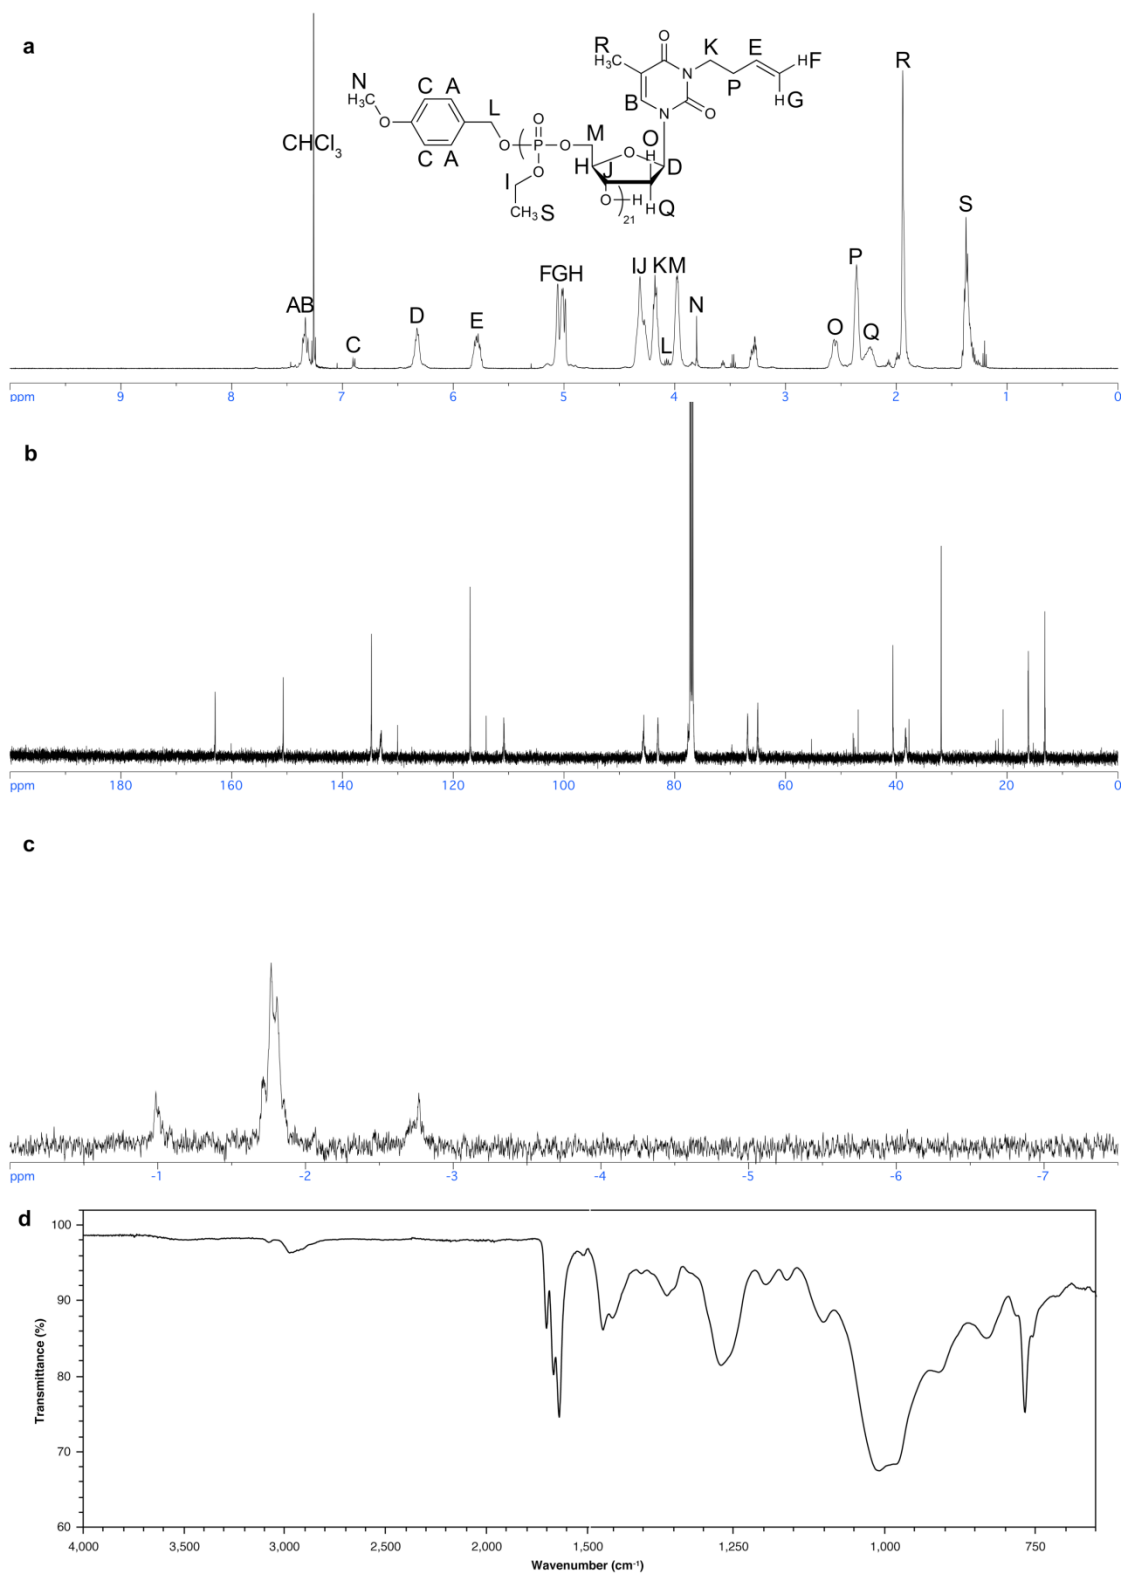 a
R
H₃C
O
K
E
H F
N
P
H
G
B
O
N
N
H₃C
O
C
A
L
C
A
O
O
P
O
M
O
I
CH₃ S
H
O
O
H
J
D
O
H
H Q
21
CHCl₃
AB
C
D
E
FGH
IJ
KM
L
N
O
P
Q
R
S
ppm 9 8 7 6 5 4 3 2 1 0
b
ppm 180 160 140 120 100 80 60 40 20 0
c
ppm -1 -2 -3 -4 -5 -6 -7
d
100
90
80
70
60
Transmittance (%)
4,000 3,500 3,000 2,500 2,000 1,500 1,250 1,000 750
Wavenumber (cm⁻¹)